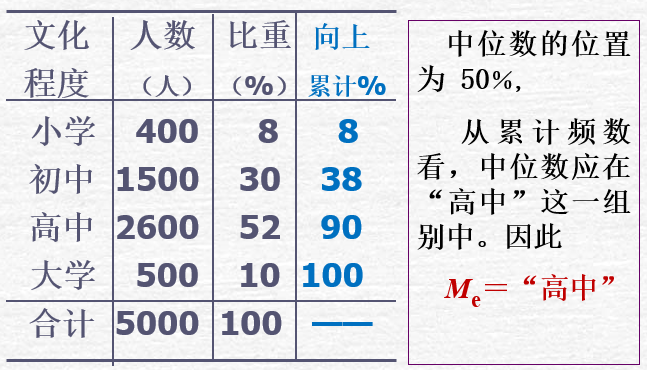 文化 人数 比重 向上
程度 （人） （%） 累计%
小学 400 8 8
初中 1500 30 38
高中 2600 52 90
大学 500 10 100
合计 5000 100 ——
中位数的位置
为 50%,
从累计频数
看，中位数应在
“高中”这一组
别中。因此
Me＝“高中”